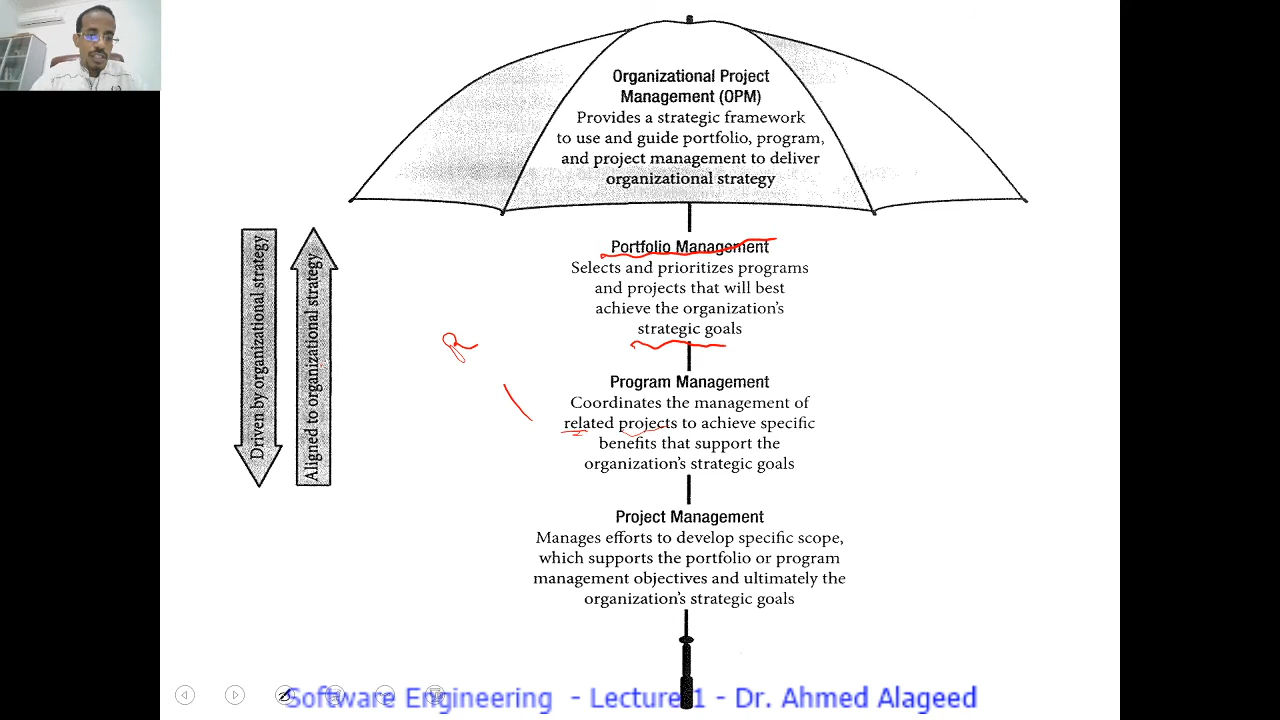 Organizational Project
Management (OPM)
Provides a strategic framework
to use and guide portfolio, program,
and project management to deliver
organizational strategy
Driven by organizational strategy
Aligned to organizational strategy
Portfolio Management
Selects and prioritizes programs
and projects that will best
achieve the organization's
strategic goals
Program Management
Coordinates the management of
related projects to achieve specific
benefits that support the
organization's strategic goals
Project Management
Manages efforts to develop specific scope,
which supports the portfolio or program
management objectives and ultimately the
organization's strategic goals
Software Engineering - Lecture 1 - Dr. Ahmed Alageed